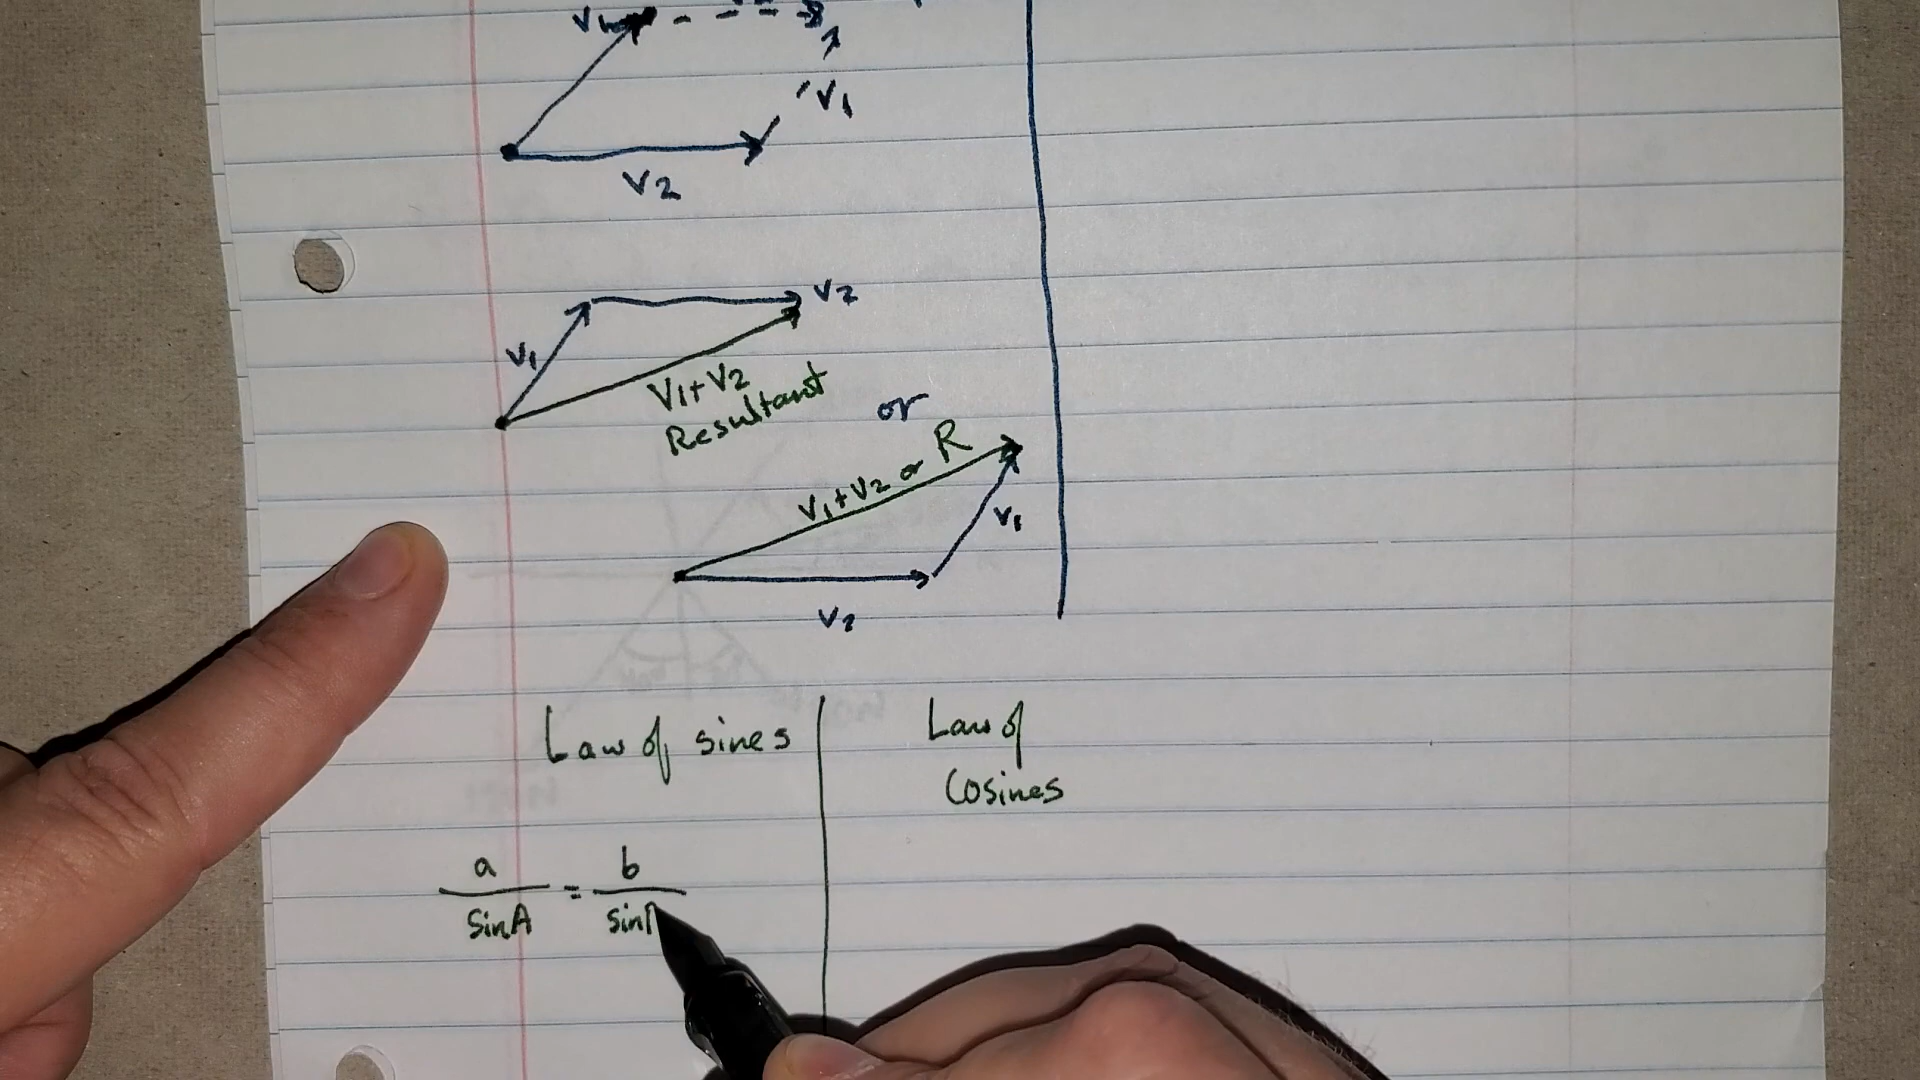 V1
V2
V2
V1
V1+V2
Resultant
or
V1+V2 or R
V1
V2
Law of sines
Law of
Cosines
a = b
SinA sin